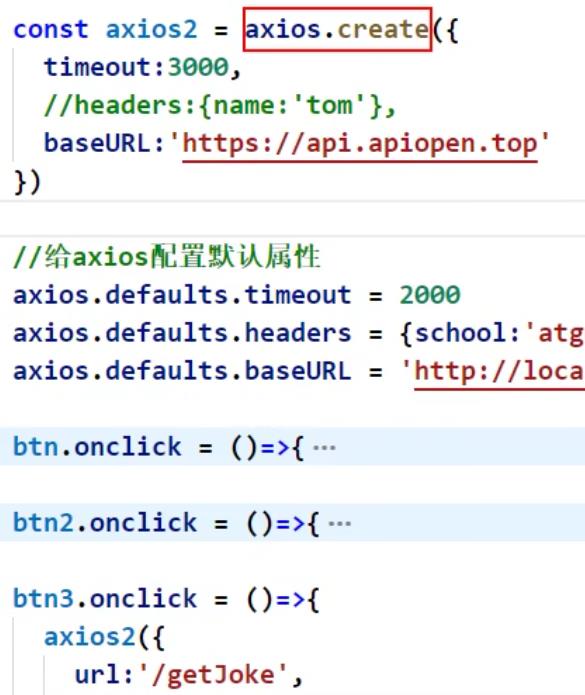 const axios2 = axios.create({
timeout:3000,
//headers:{name:'tom'},
baseURL:'https://api.apiopen.top'
})
//给axios配置默认属性
axios.defaults.timeout = 2000
axios.defaults.headers = {school:'atg
axios.defaults.baseURL = 'http://loca
btn.onclick = ()=>{ ···
btn2.onclick = ()=>{ ···
btn3.onclick = ()=>{
axios2({
url:'/getJoke',